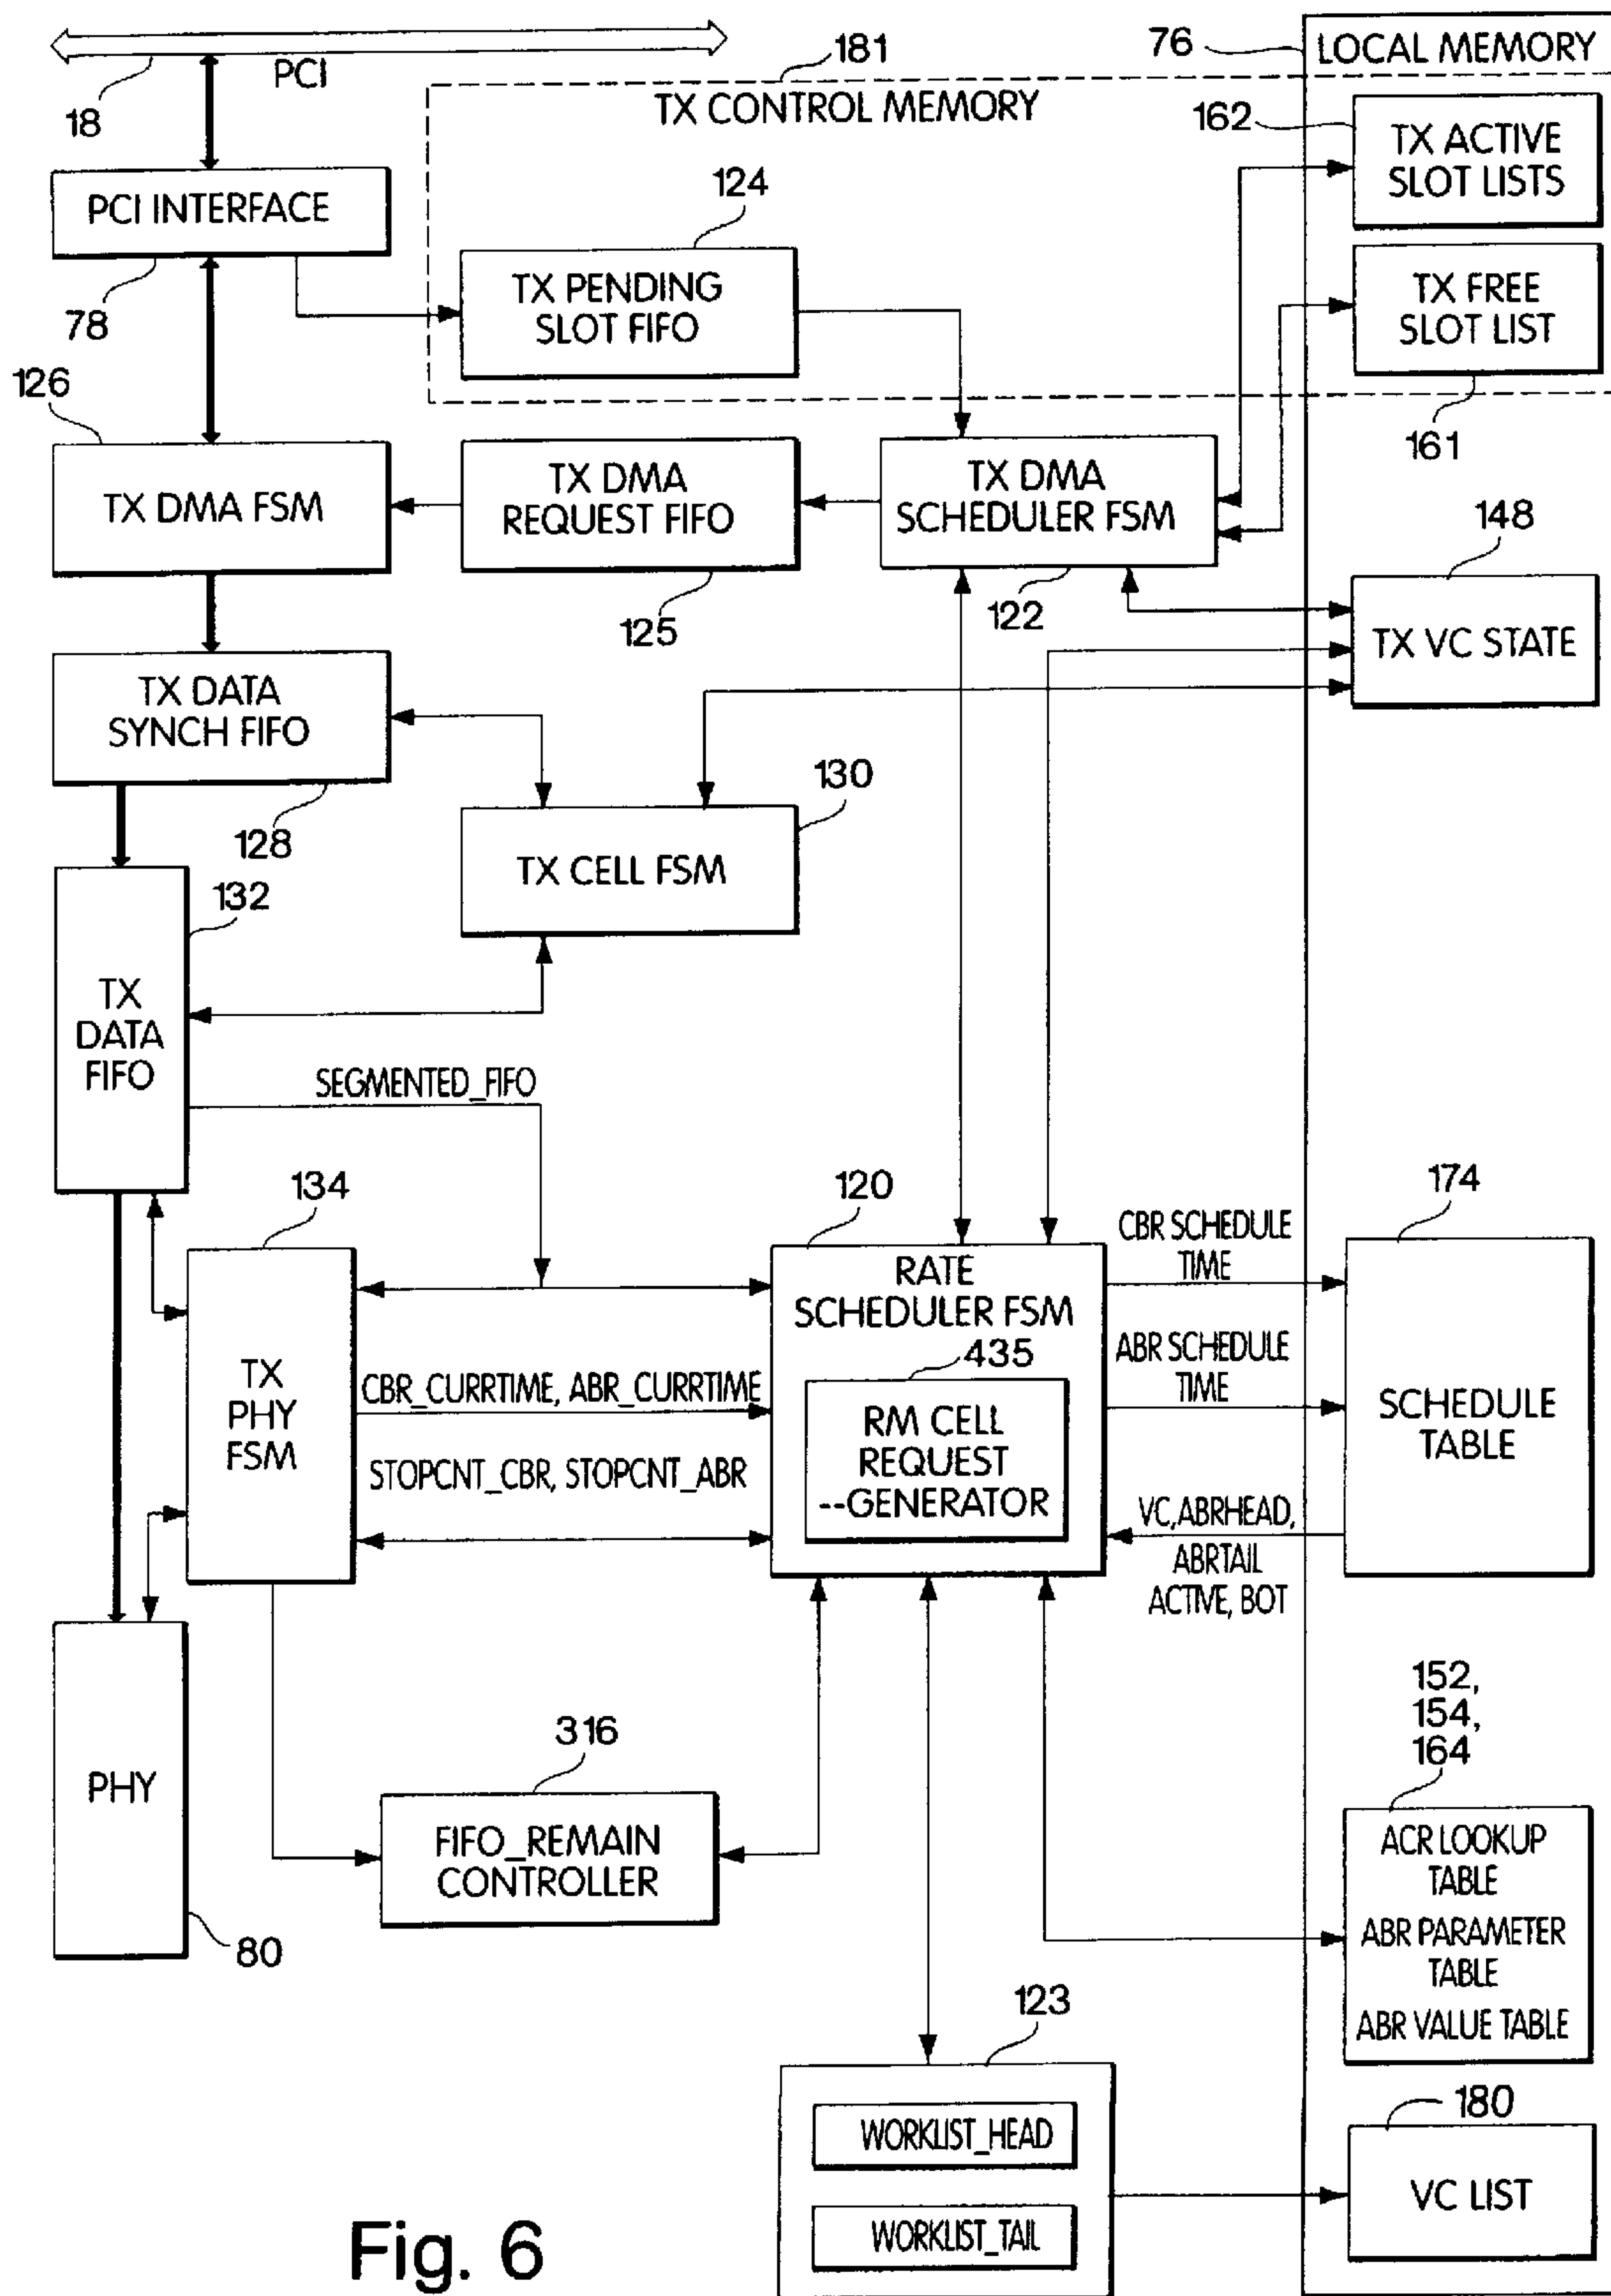 18
PCI
181
76
LOCAL MEMORY
TX CONTROL MEMORY
162
TX ACTIVE
SLOT LISTS
PCI INTERFACE
78
124
TX PENDING
SLOT FIFO
TX FREE
SLOT LIST
161
126
TX DMA FSM
TX DMA
REQUEST FIFO
125
TX DMA
SCHEDULER FSM
122
148
TX VC STATE
TX DATA
SYNCH FIFO
128
130
TX CELL FSM
132
TX
DATA
FIFO
SEGMENTED_FIFO
134
TX
PHY
FSM
120
RATE
SCHEDULER FSM
435
RM CELL
REQUEST
--GENERATOR
CBR_CURRTIME, ABR_CURRTIME
STOPCNT_CBR, STOPCNT_ABR
CBR SCHEDULE
TIME
ABR SCHEDULE
TIME
VC,ABRHEAD,
ABRTAIL
ACTIVE, BOT
174
SCHEDULE
TABLE
PHY
80
316
FIFO_REMAIN
CONTROLLER
152,
154,
164
ACR LOOKUP
TABLE
ABR PARAMETER
TABLE
ABR VALUE TABLE
123
WORKLIST_HEAD
WORKLIST_TAIL
180
VC LIST
Fig. 6